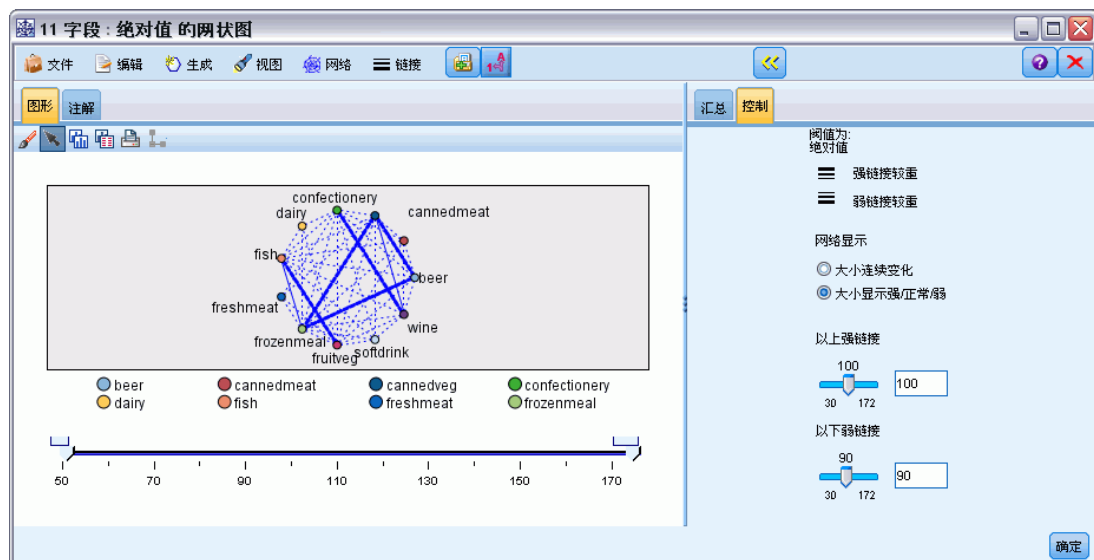 11 字段 : 绝对值 的网状图
文件 编辑 生成 视图 网络 链接
图形 注解
汇总 控制
阈值为:
绝对值
强链接较重
弱链接较重
网络显示
大小连续变化
大小显示强/正常/弱
以上强链接
100
100
30 172
以下弱链接
90
90
30 172
confectionery
dairy
cannedmeat
fish
beer
freshmeat
wine
frozenmeal
softdrink
fruitveg
beer cannedmeat cannedveg confectionery
dairy fish freshmeat frozenmeal
50 70 90 110 130 150 170
确定